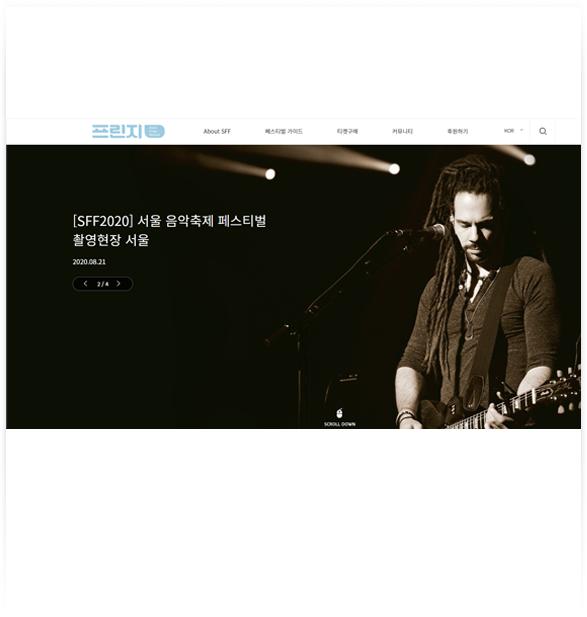 프린지
About SFF
페스티벌 가이드
티켓구매
커뮤니티
후원하기
KOR
[SFF2020] 서울 음악축제 페스티벌
촬영현장 서울
2020.08.21
2 / 4
SCROLL DOWN